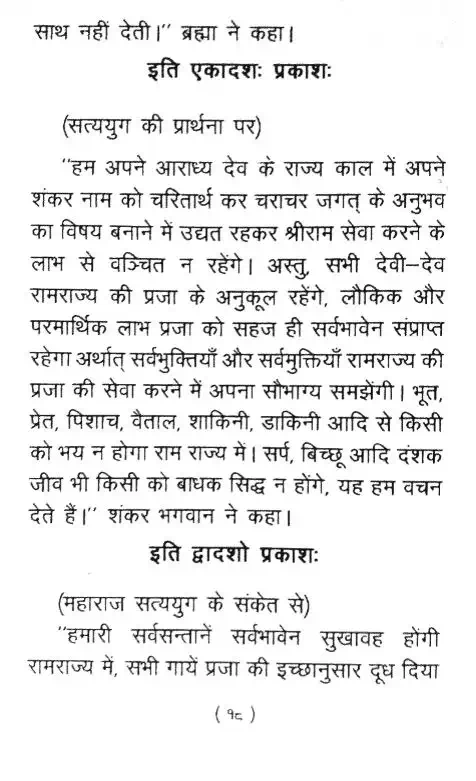 साथ नहीं देती।" ब्रह्मा ने कहा।
इति एकादशः प्रकाशः
(सत्ययुग की प्रार्थना पर)
"हम अपने आराध्य देव के राज्य काल में अपने
शंकर नाम को चरितार्थ कर चराचर जगत् के अनुभव
का विषय बनाने में उद्यत रहकर श्रीराम सेवा करने के
लाभ से वञ्चित न रहेंगे। अस्तु, सभी देवी–देव
रामराज्य की प्रजा के अनुकूल रहेंगे, लौकिक और
परमार्थिक लाभ प्रजा को सहज ही सर्वभावेन संप्राप्त
रहेगा अर्थात् सर्वभुक्तियाँ और सर्वमुक्तियाँ रामराज्य की
प्रजा की सेवा करने में अपना सौभाग्य समझेंगी। भूत,
प्रेत, पिशाच, वैताल, शाकिनी, डाकिनी आदि से किसी
को भय न होगा राम राज्य में। सर्प, बिच्छू आदि दंशक
जीव भी किसी को बाधक सिद्ध न होंगे, यह हम वचन
देते हैं।" शंकर भगवान ने कहा।
इति द्वादशो प्रकाशः
(महाराज सत्ययुग के संकेत से)
"हमारी सर्वसन्तानें सर्वभावेन सुखावह होंगी
रामराज्य में, सभी गायें प्रजा की इच्छानुसार दूध दिया
(१८)